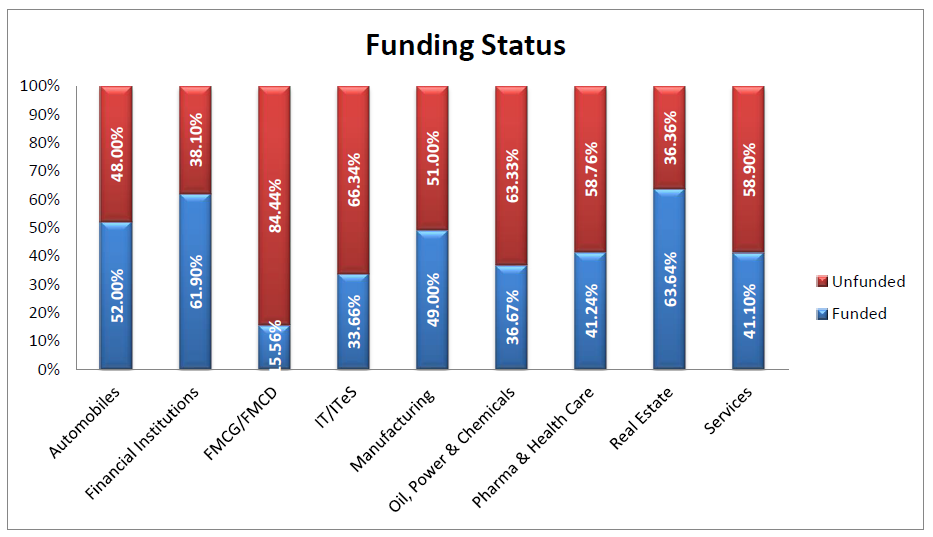 Funding Status
100%
90%
80%
70%
60%
50%
40%
30%
20%
10%
0%
48.00%
38.10%
84.44%
66.34%
51.00%
63.33%
58.76%
36.36%
58.90%
52.00%
61.90%
15.56%
33.66%
49.00%
36.67%
41.24%
63.64%
41.10%
Unfunded
Funded
Automobiles
Financial Institutions
FMCG/FMCD
IT/ITeS
Manufacturing
Oil, Power & Chemicals
Pharma & Health Care
Real Estate
Services